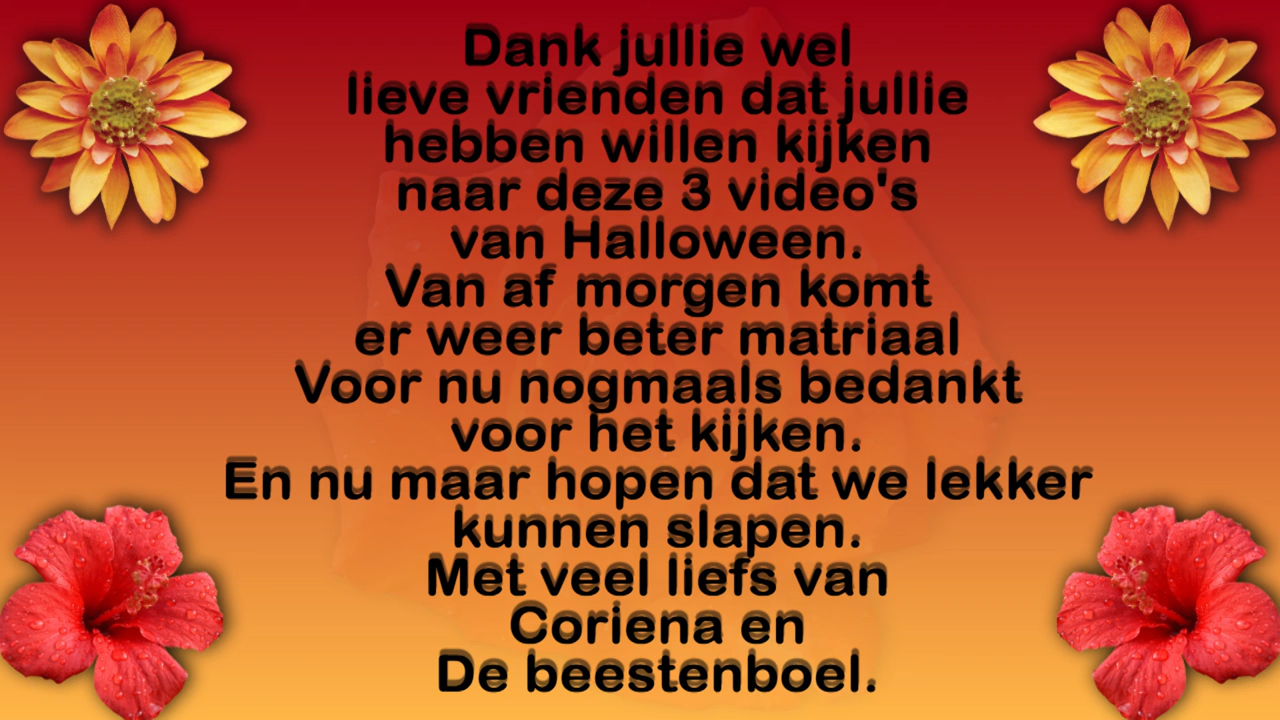 Dank jullie wel
lieve vrienden dat jullie
hebben willen kijken
naar deze 3 video's
van Halloween.
Van af morgen komt
er weer beter matriaal
Voor nu nogmaals bedankt
voor het kijken.
En nu maar hopen dat we lekker
kunnen slapen.
Met veel liefs van
Coriena en
De beestenboel.